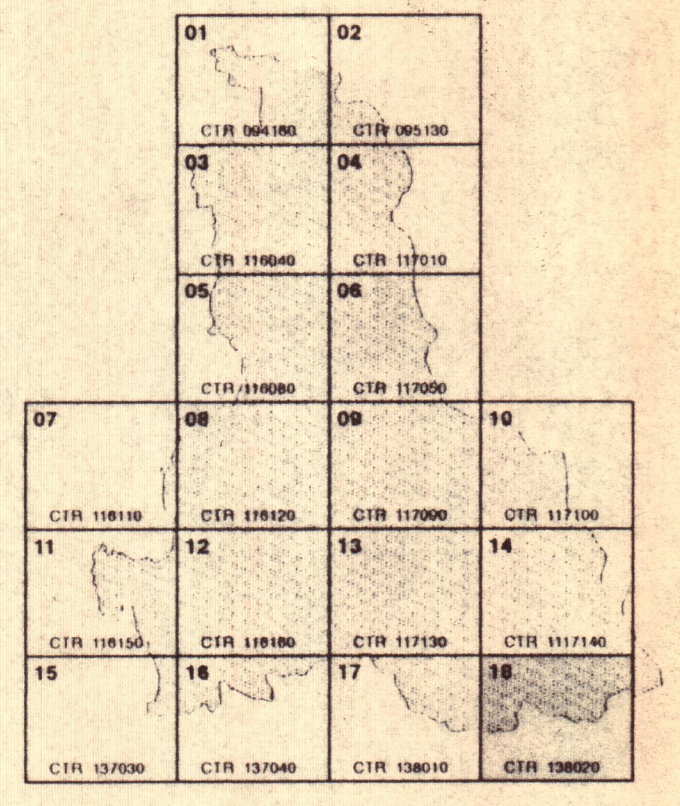 01 02
CTR 094160 CTR 095130
03 04
CTR 116040 CTR 117010
05 06
CTR 116080 CTR 117050
07 08 09 10
CTR 116110 CTR 116120 CTR 117090 CTR 117100
11 12 13 14
CTR 116150 CTR 116160 CTR 117130 CTR 1117140
15 16 17 18
CTR 137030 CTR 137040 CTR 138010 CTR 138020